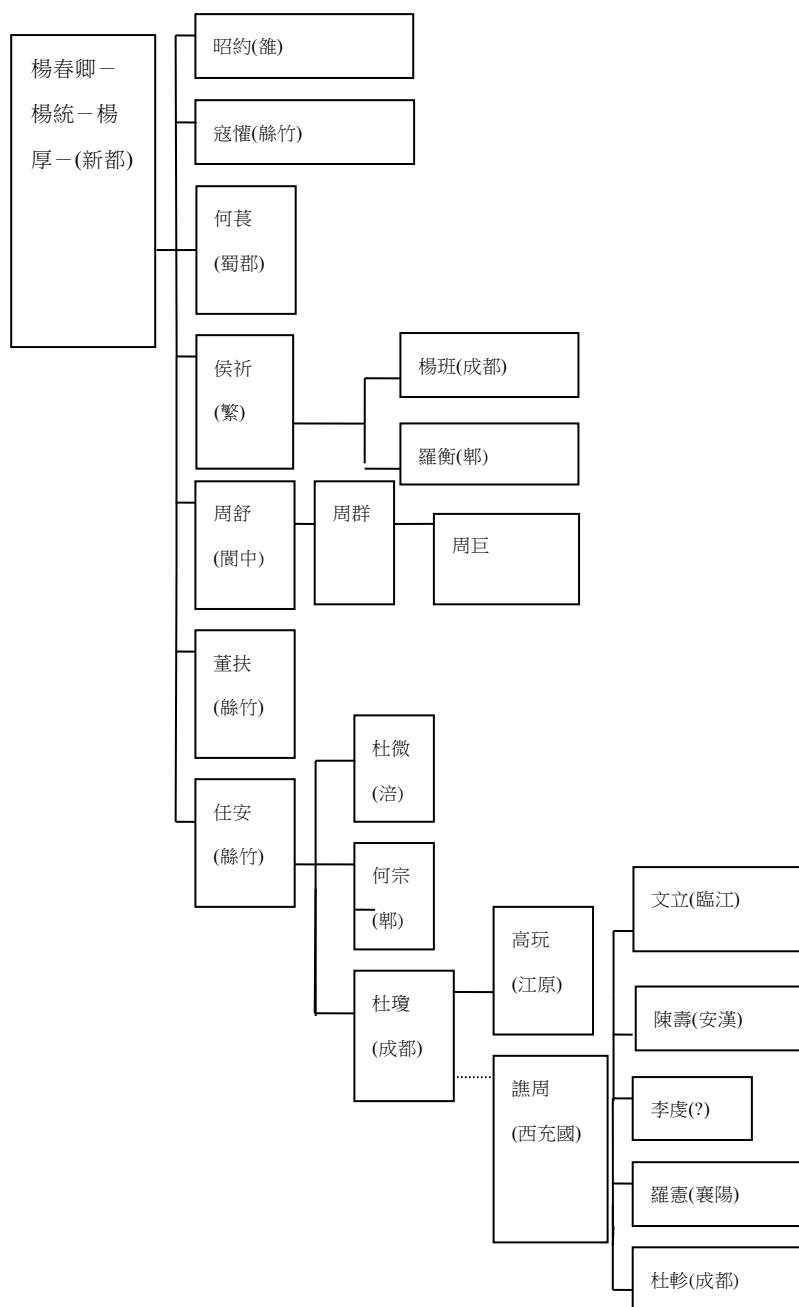 楊春卿－
楊統－楊
厚－(新都)
昭約(雒)
寇懽(緜竹)
何萇
(蜀郡)
侯祈
(繁)
楊班(成都)
羅衡(郫)
周舒
(閬中)
周群
周巨
董扶
(緜竹)
任安
(緜竹)
杜微
(涪)
何宗
(郫)
杜瓊
(成都)
高玩
(江原)
譙周
(西充國)
文立(臨江)
陳壽(安漢)
李虔(?)
羅憲(襄陽)
杜軫(成都)